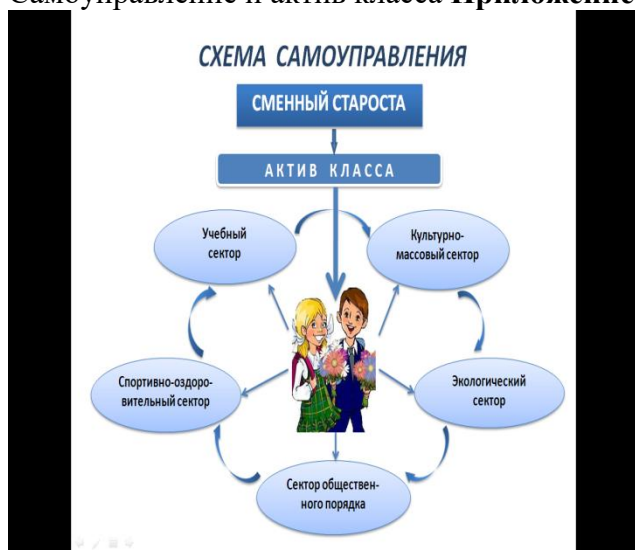 Самоуправление и актив класса Приложение
СХЕМА САМОУПРАВЛЕНИЯ
СМЕННЫЙ СТАРОСТА
АКТИВ КЛАССА
Учебный
сектор
Культурно-
массовый сектор
Спортивно-оздоро-
вительный сектор
Экологический
сектор
Сектор обществен-
ного порядка